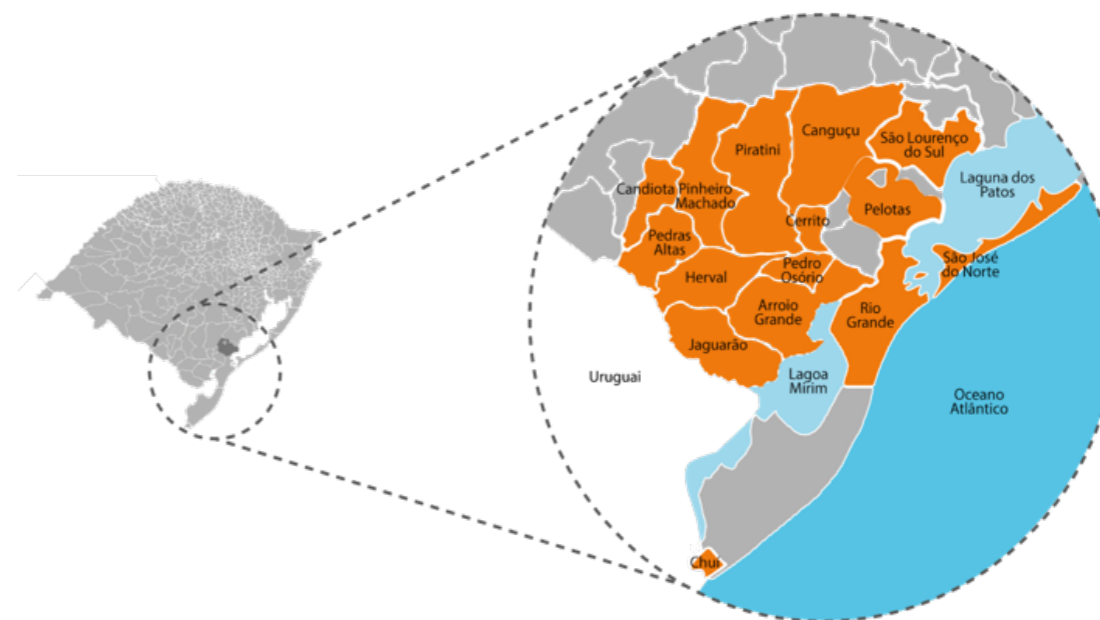 Canguçu
São Lourenço
do Sul
Piratini
Laguna dos
Patos
Candiota
Pinheiro
Machado
Pelotas
Cerrito
Pedras
Altas
São José
do Norte
Pedro
Osório
Herval
Arroio
Grande
Rio
Grande
Jaguarão
Uruguai
Lagoa
Mirim
Oceano
Atlântico
Chuí